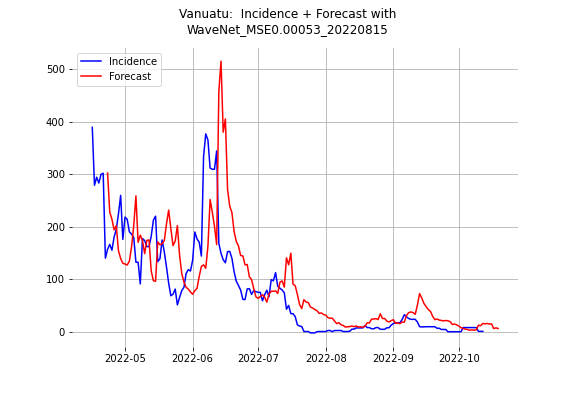 Vanuatu:  Incidence + Forecast with
WaveNet_MSE0.00053_20220815
Incidence
Forecast
500
400
300
200
100
0
2022-05 2022-06 2022-07 2022-08 2022-09 2022-10